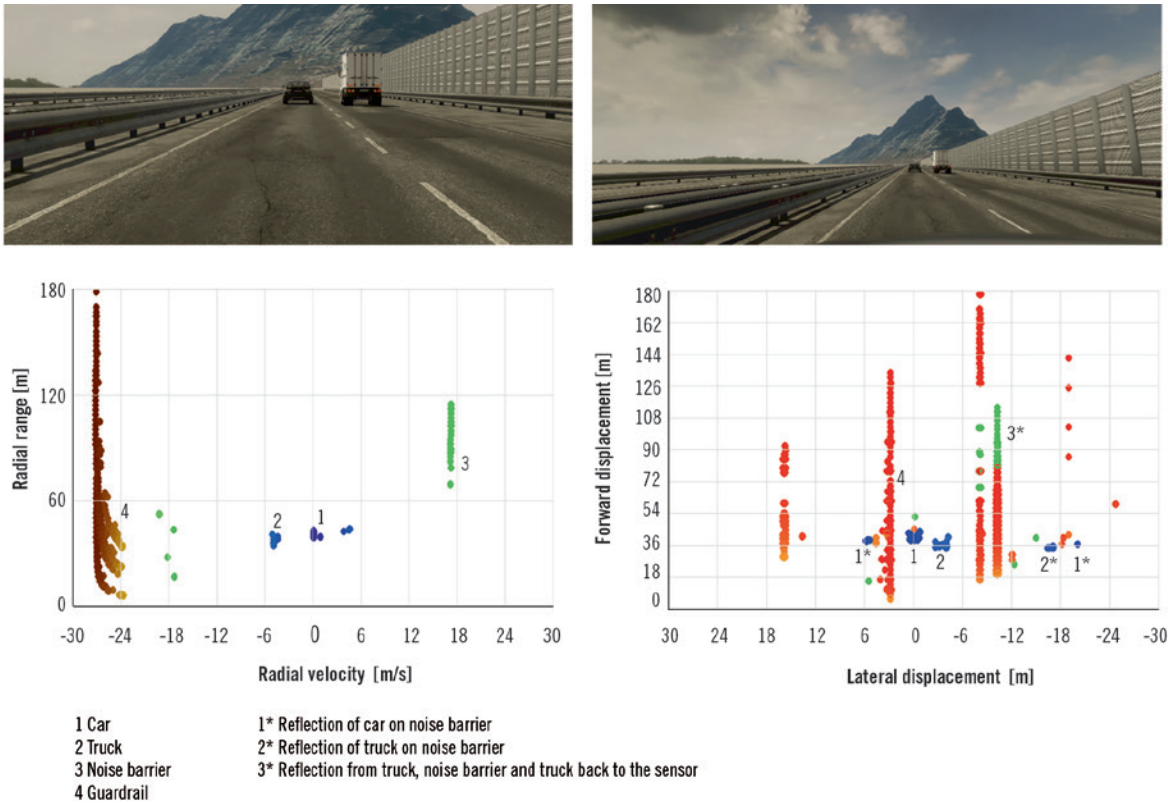 180
120
60
0
Radial range [m]
4
2
1
3
-30 -24 -18 -12 -6 0 6 12 18 24 30
Radial velocity [m/s]
180
162
144
126
108
90
72
54
36
18
0
Forward displacement [m]
3*
4
1* 1 2 2* 1*
30 24 18 12 6 0 -6 -12 -18 -24 -30
Lateral displacement [m]
1 Car
2 Truck
3 Noise barrier
4 Guardrail
1* Reflection of car on noise barrier
2* Reflection of truck on noise barrier
3* Reflection from truck, noise barrier and truck back to the sensor